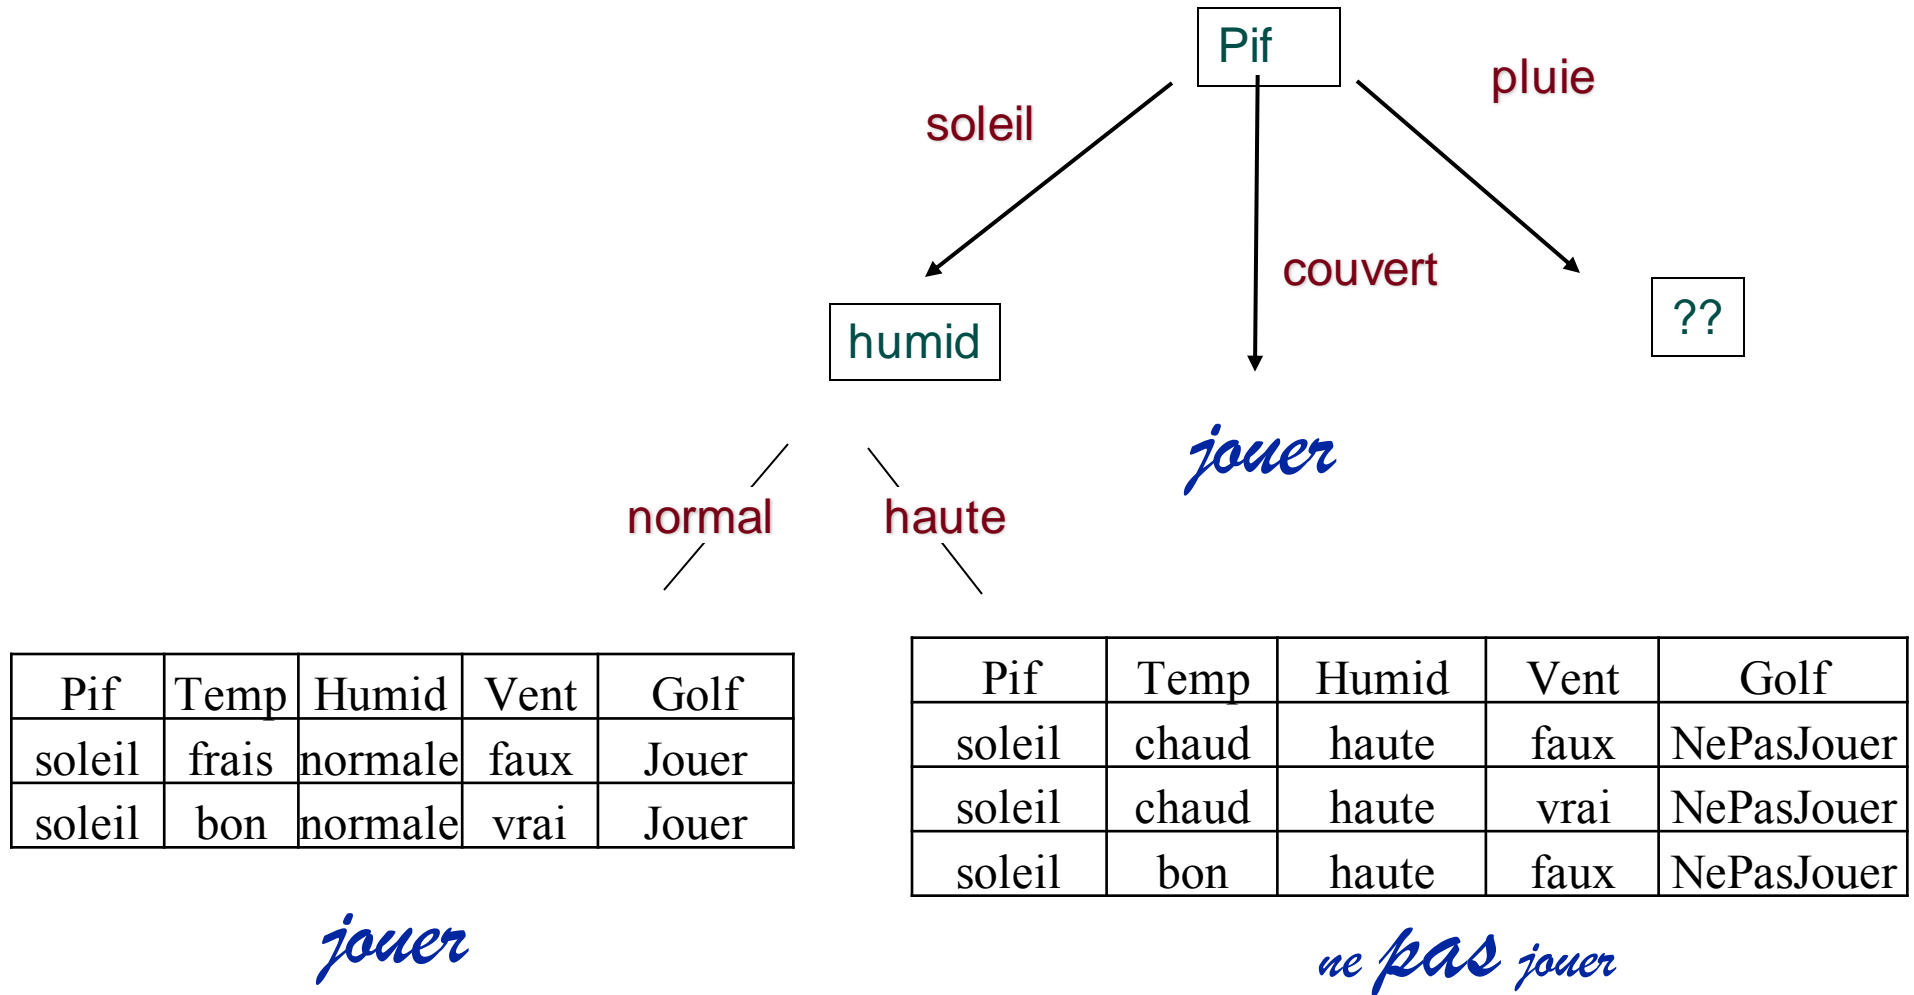 Pif
pluie
soleil
couvert
??
humid
jouer
normal haute
Pif Temp Humid Vent Golf
soleil frais normale faux Jouer
soleil bon normale vrai Jouer
jouer
Pif Temp Humid Vent Golf
soleil chaud haute faux NePasJouer
soleil chaud haute vrai NePasJouer
soleil bon haute faux NePasJouer
ne pas jouer